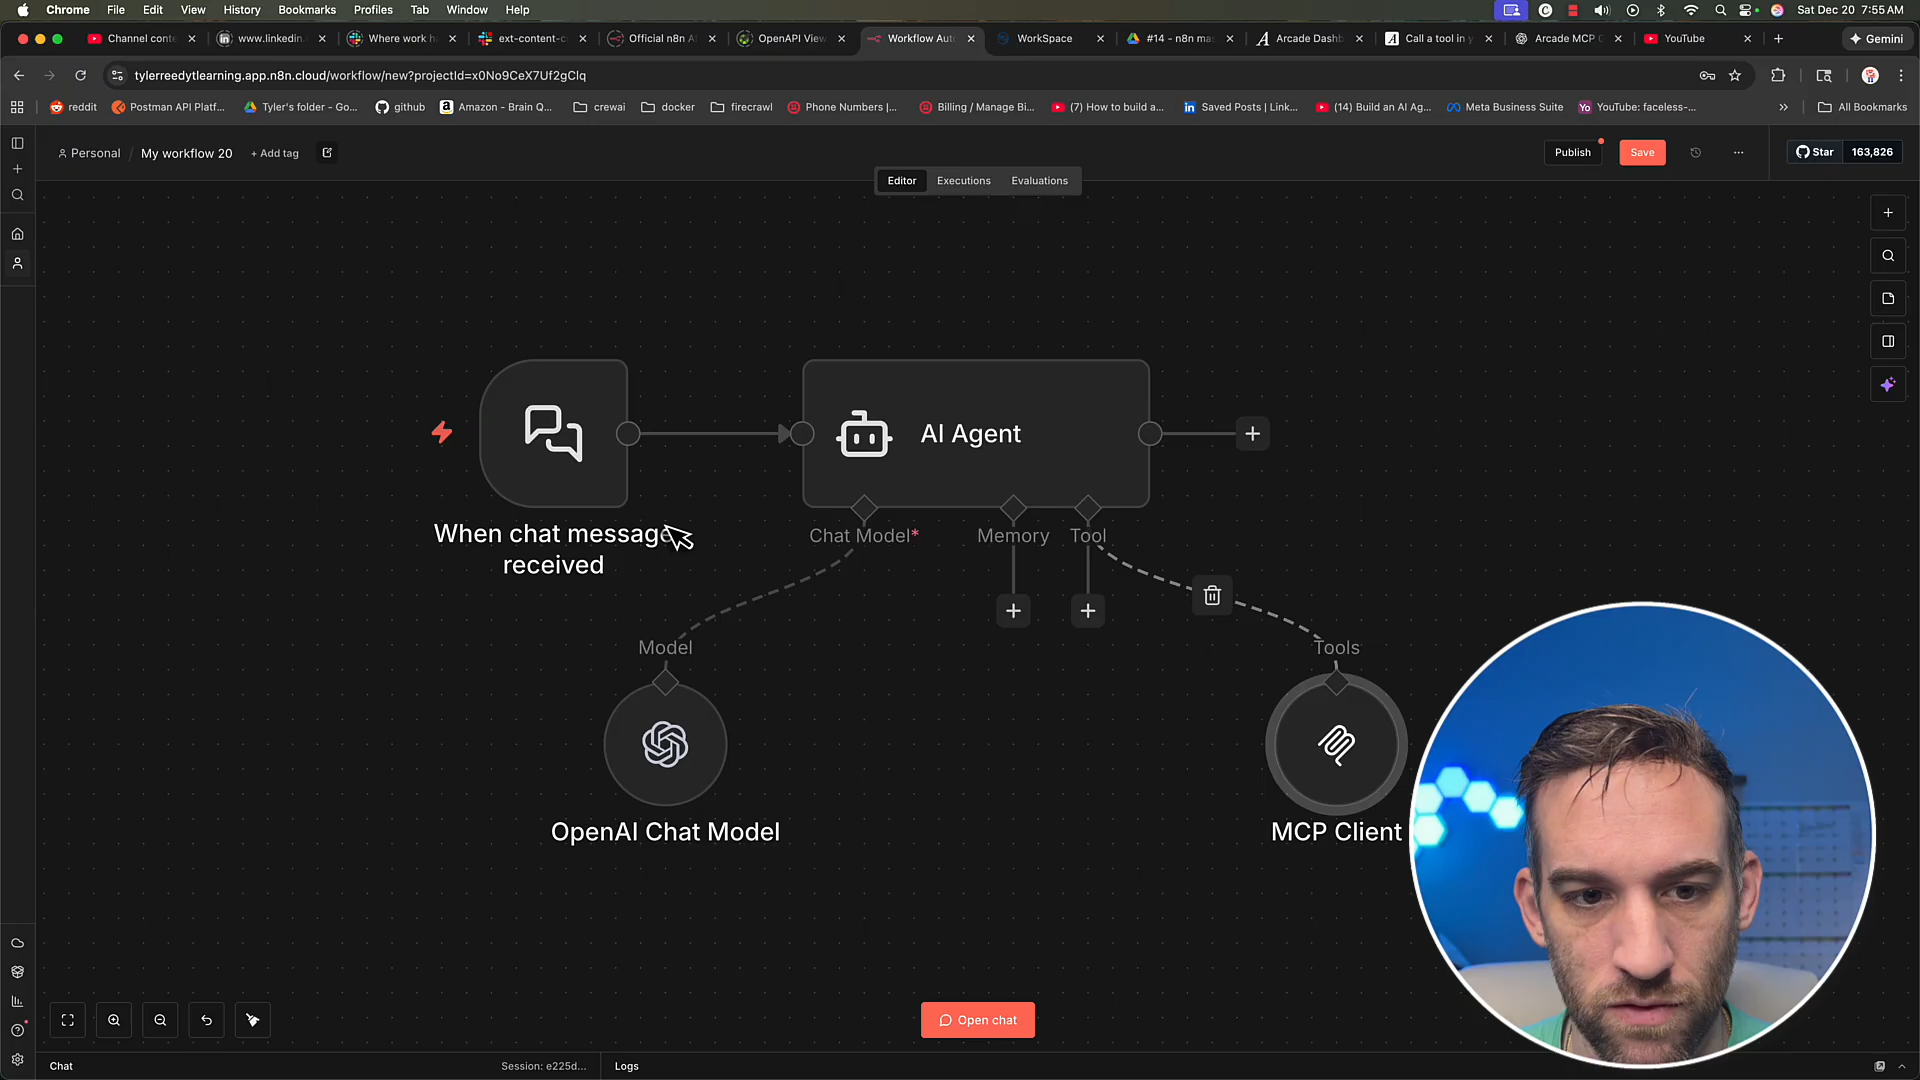 Chrome File Edit View History Bookmarks Profiles Tab Window Help
Sat Dec 20 7:55 AM
Channel cont
www.linkedin.
Where work h
ext-content-c
Official n8n A
OpenAPI View
Workflow Aut
WorkSpace
#14 - n8n ma
Arcade Dash
Call a tool in y
Arcade MCP G
YouTube
Gemini
tylerreedytlearning.app.n8n.cloud/workflow/new?projectId=x0No9CeX7Uf2gClq
reddit
Postman API Platf...
Tyler's folder - Go...
github
Amazon - Brain Q...
crewai
docker
firecrawl
Phone Numbers |...
Billing / Manage Bi...
(7) How to build a...
Saved Posts | Link...
(14) Build an AI Ag...
Meta Business Suite
YouTube: faceless-...
All Bookmarks
Personal / My workflow 20 + Add tag
Publish
Save
Star 163,826
Editor Executions Evaluations
AI Agent
When chat message
received
Chat Model*
Memory
Tool
Model
Tools
OpenAI Chat Model
MCP Client
Open chat
Chat
Session: e225d...
Logs